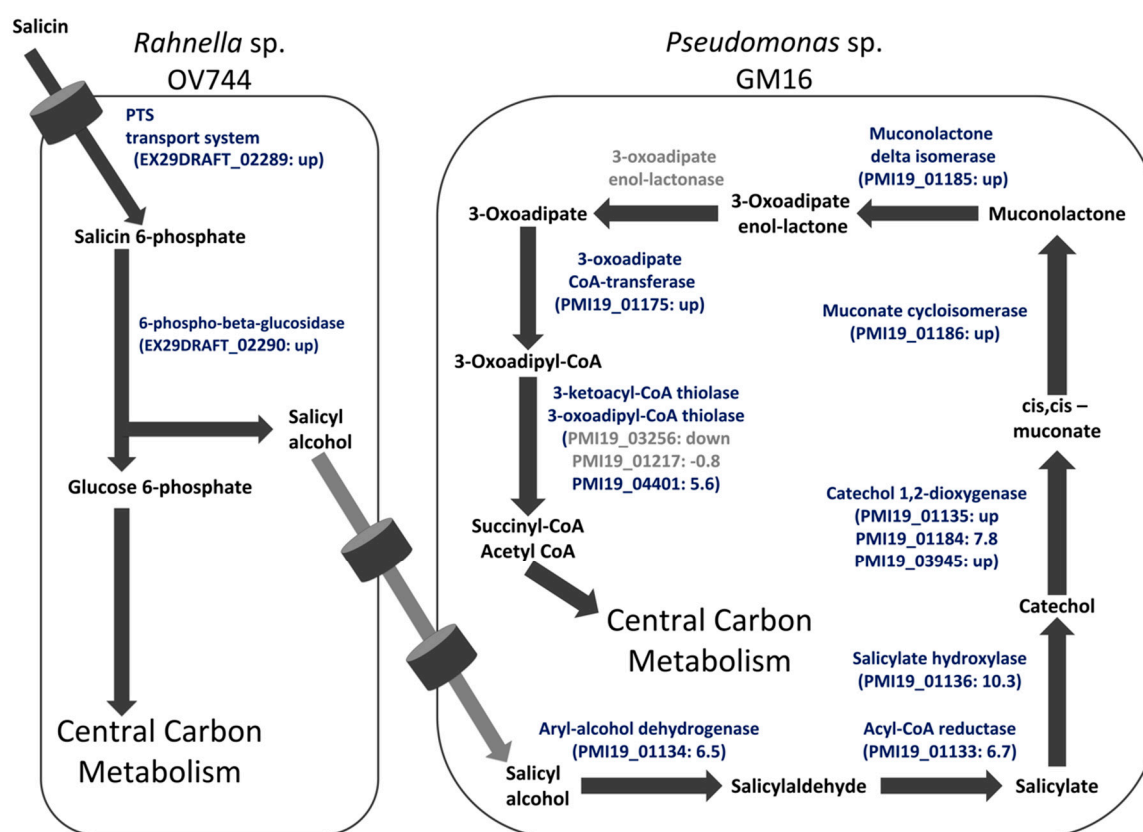 Salicin
Rahnella sp.
OV744
PTS
transport system
(EX29DRAFT_02289: up)
Salicin 6-phosphate
6-phospho-beta-glucosidase
(EX29DRAFT_02290: up)
Salicyl
alcohol
Glucose 6-phosphate
Central Carbon
Metabolism
Pseudomonas sp.
GM16
Muconolactone
delta isomerase
(PMI19_01185: up)
3-oxoadipate
enol-lactonase
3-Oxoadipate
3-Oxoadipate
enol-lactone
Muconolactone
3-oxoadipate
CoA-transferase
(PMI19_01175: up)
Muconate cycloisomerase
(PMI19_01186: up)
3-Oxoadipyl-CoA
3-ketoacyl-CoA thiolase
3-oxoadipyl-CoA thiolase
(PMI19_03256: down
PMI19_01217: -0.8
PMI19_04401: 5.6)
cis,cis –
muconate
Catechol 1,2-dioxygenase
(PMI19_01135: up
PMI19_01184: 7.8
PMI19_03945: up)
Succinyl-CoA
Acetyl CoA
Catechol
Central Carbon
Metabolism
Salicylate hydroxylase
(PMI19_01136: 10.3)
Aryl-alcohol dehydrogenase
(PMI19_01134: 6.5)
Acyl-CoA reductase
(PMI19_01133: 6.7)
Salicyl
alcohol
Salicylaldehyde
Salicylate